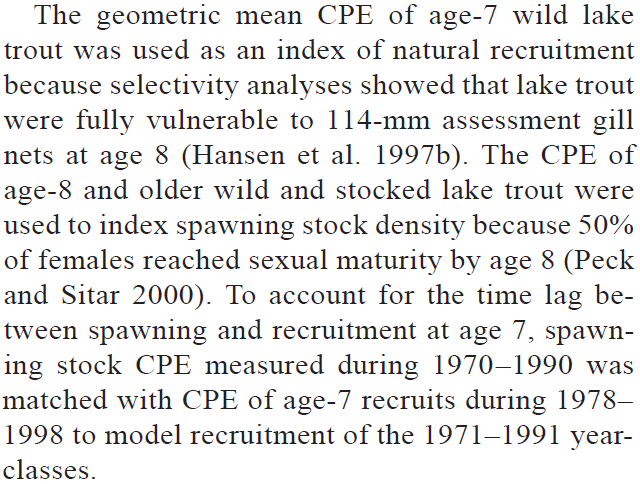 The geometric mean CPE of age-7 wild lake
trout was used as an index of natural recruitment
because selectivity analyses showed that lake trout
were fully vulnerable to 114-mm assessment gill
nets at age 8 (Hansen et al. 1997b). The CPE of
age-8 and older wild and stocked lake trout were
used to index spawning stock density because 50%
of females reached sexual maturity by age 8 (Peck
and Sitar 2000). To account for the time lag be-
tween spawning and recruitment at age 7, spawn-
ing stock CPE measured during 1970–1990 was
matched with CPE of age-7 recruits during 1978–
1998 to model recruitment of the 1971–1991 year-
classes.